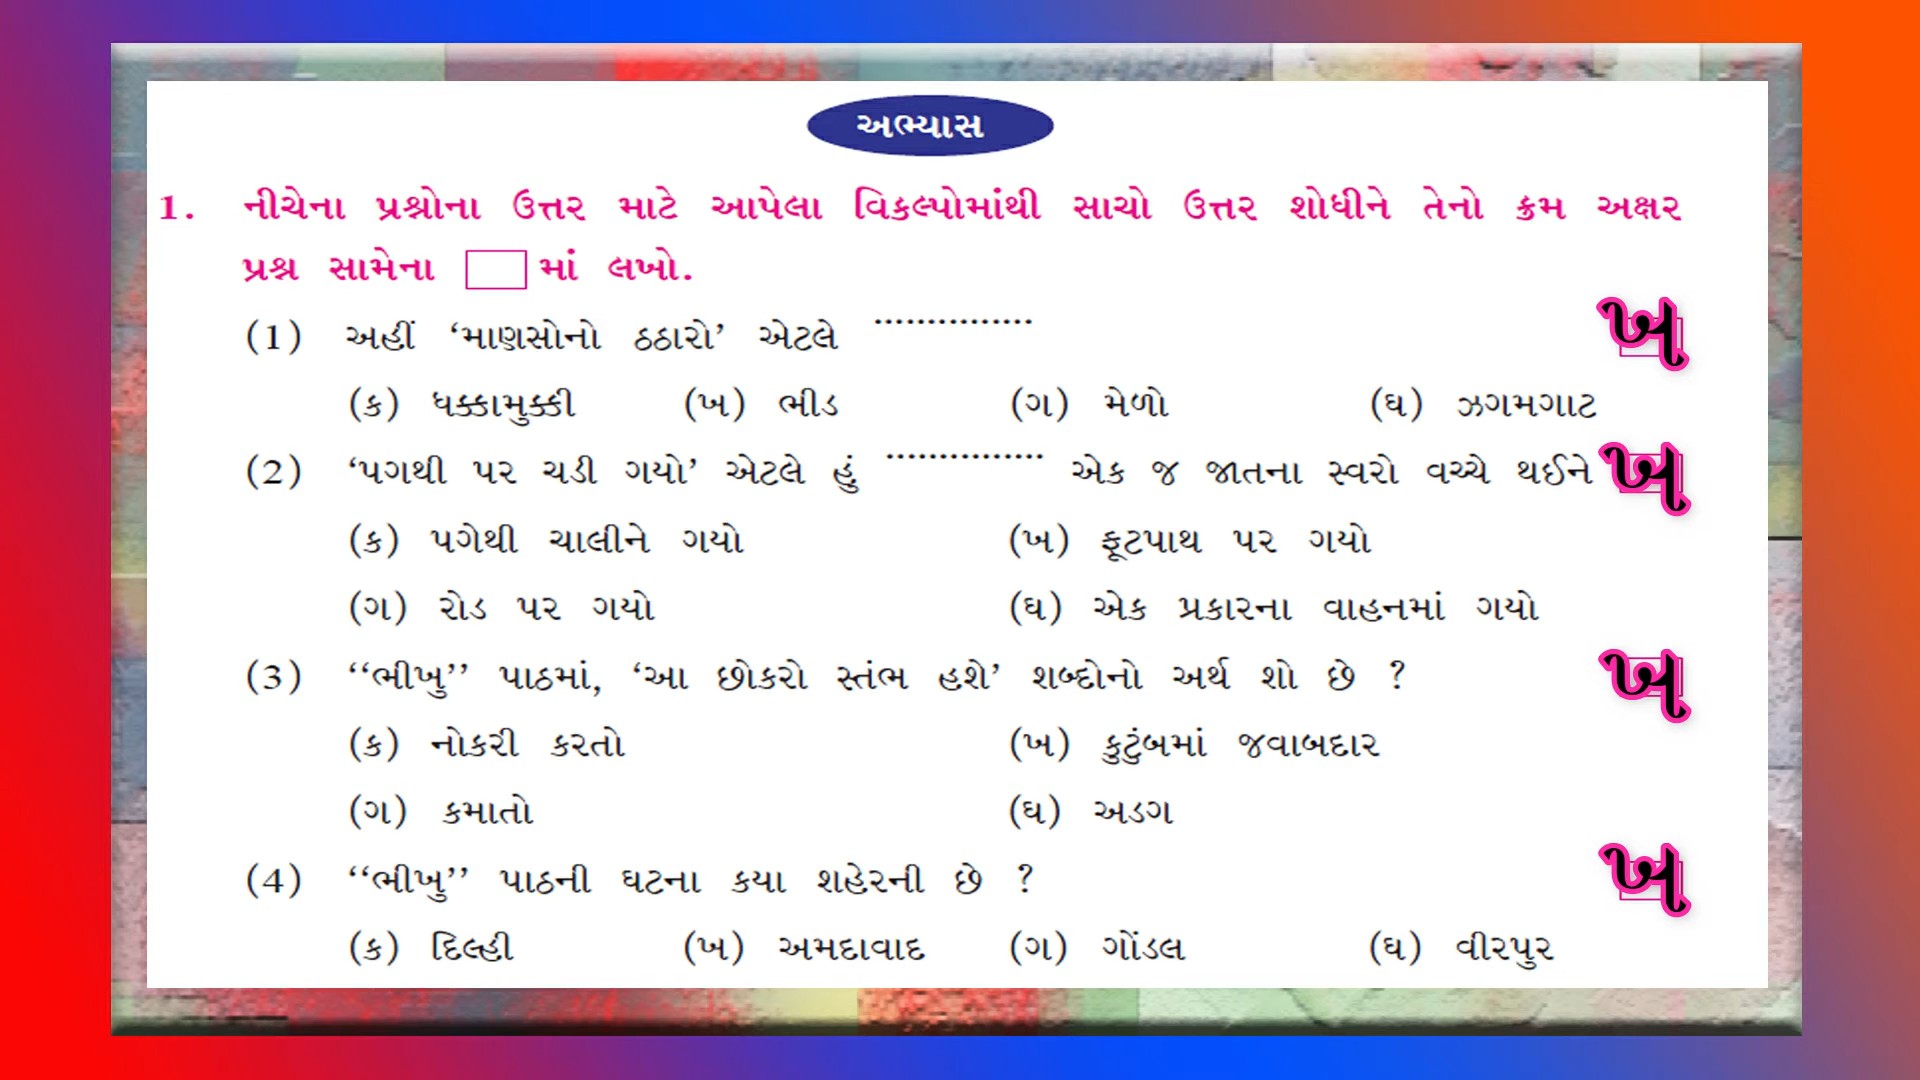 અભ્યાસ
1. નીચેના પ્રશ્નોના ઉત્તર માટે આપેલા વિકલ્પોમાંથી સાચો ઉત્તર શોધીને તેનો ક્રમ અક્ષર
પ્રશ્ન સામેના માં લખો.
(1) અહીં ‘માણસોનો ઠઠારો’ એટલે ............... ખ
(ક) ધક્કામુક્કી (ખ) ભીડ (ગ) મેળો (ઘ) ઝગમગાટ
(2) ‘પગથી પર ચડી ગયો’ એટલે હું ............... એક જ જાતના સ્વરો વચ્ચે થઈને ખ
(ક) પગેથી ચાલીને ગયો (ખ) ફૂટપાથ પર ગયો
(ગ) રોડ પર ગયો (ઘ) એક પ્રકારના વાહનમાં ગયો
(3) ‘‘ભીખુ’’ પાઠમાં, ‘આ છોકરો સ્તંભ હશે’ શબ્દોનો અર્થ શો છે ? ખ
(ક) નોકરી કરતો (ખ) કુટુંબમાં જવાબદાર
(ગ) કમાતો (ઘ) અડગ
(4) ‘‘ભીખુ’’ પાઠની ઘટના કયા શહેરની છે ? ખ
(ક) દિલ્હી (ખ) અમદાવાદ (ગ) ગોંડલ (ઘ) વીરપુર